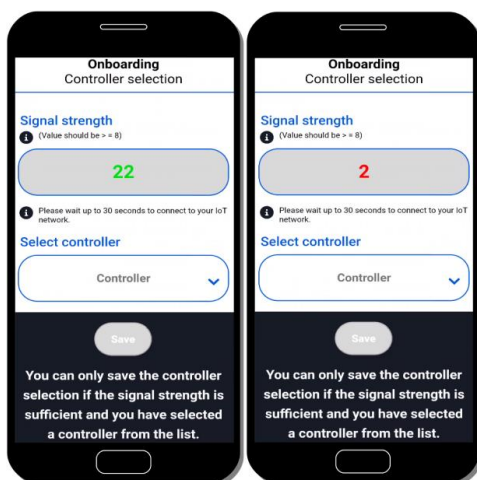 Onboarding
Controller selection
Signal strength
i (Value should be > = 8)
22
i Please wait up to 30 seconds to connect to your IoT
network.
Select controller
Controller
Save
You can only save the controller
selection if the signal strength is
sufficient and you have selected
a controller from the list.
Onboarding
Controller selection
Signal strength
i (Value should be > = 8)
2
i Please wait up to 30 seconds to connect to your IoT
network.
Select controller
Controller
Save
You can only save the controller
selection if the signal strength is
sufficient and you have selected
a controller from the list.